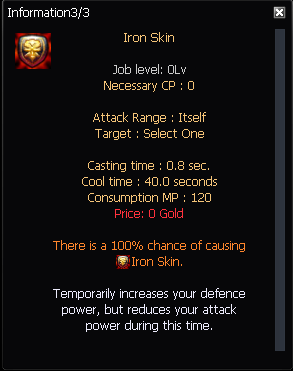 Information3/3
Iron Skin
Job level: 0Lv
Necessary CP : 0
Attack Range : Itself
Target : Select One
Casting time : 0.8 sec.
Cool time : 40.0 seconds
Consumption MP : 120
Price: 0 Gold
There is a 100% chance of causing
Iron Skin.
Temporarily increases your defence
power, but reduces your attack
power during this time.